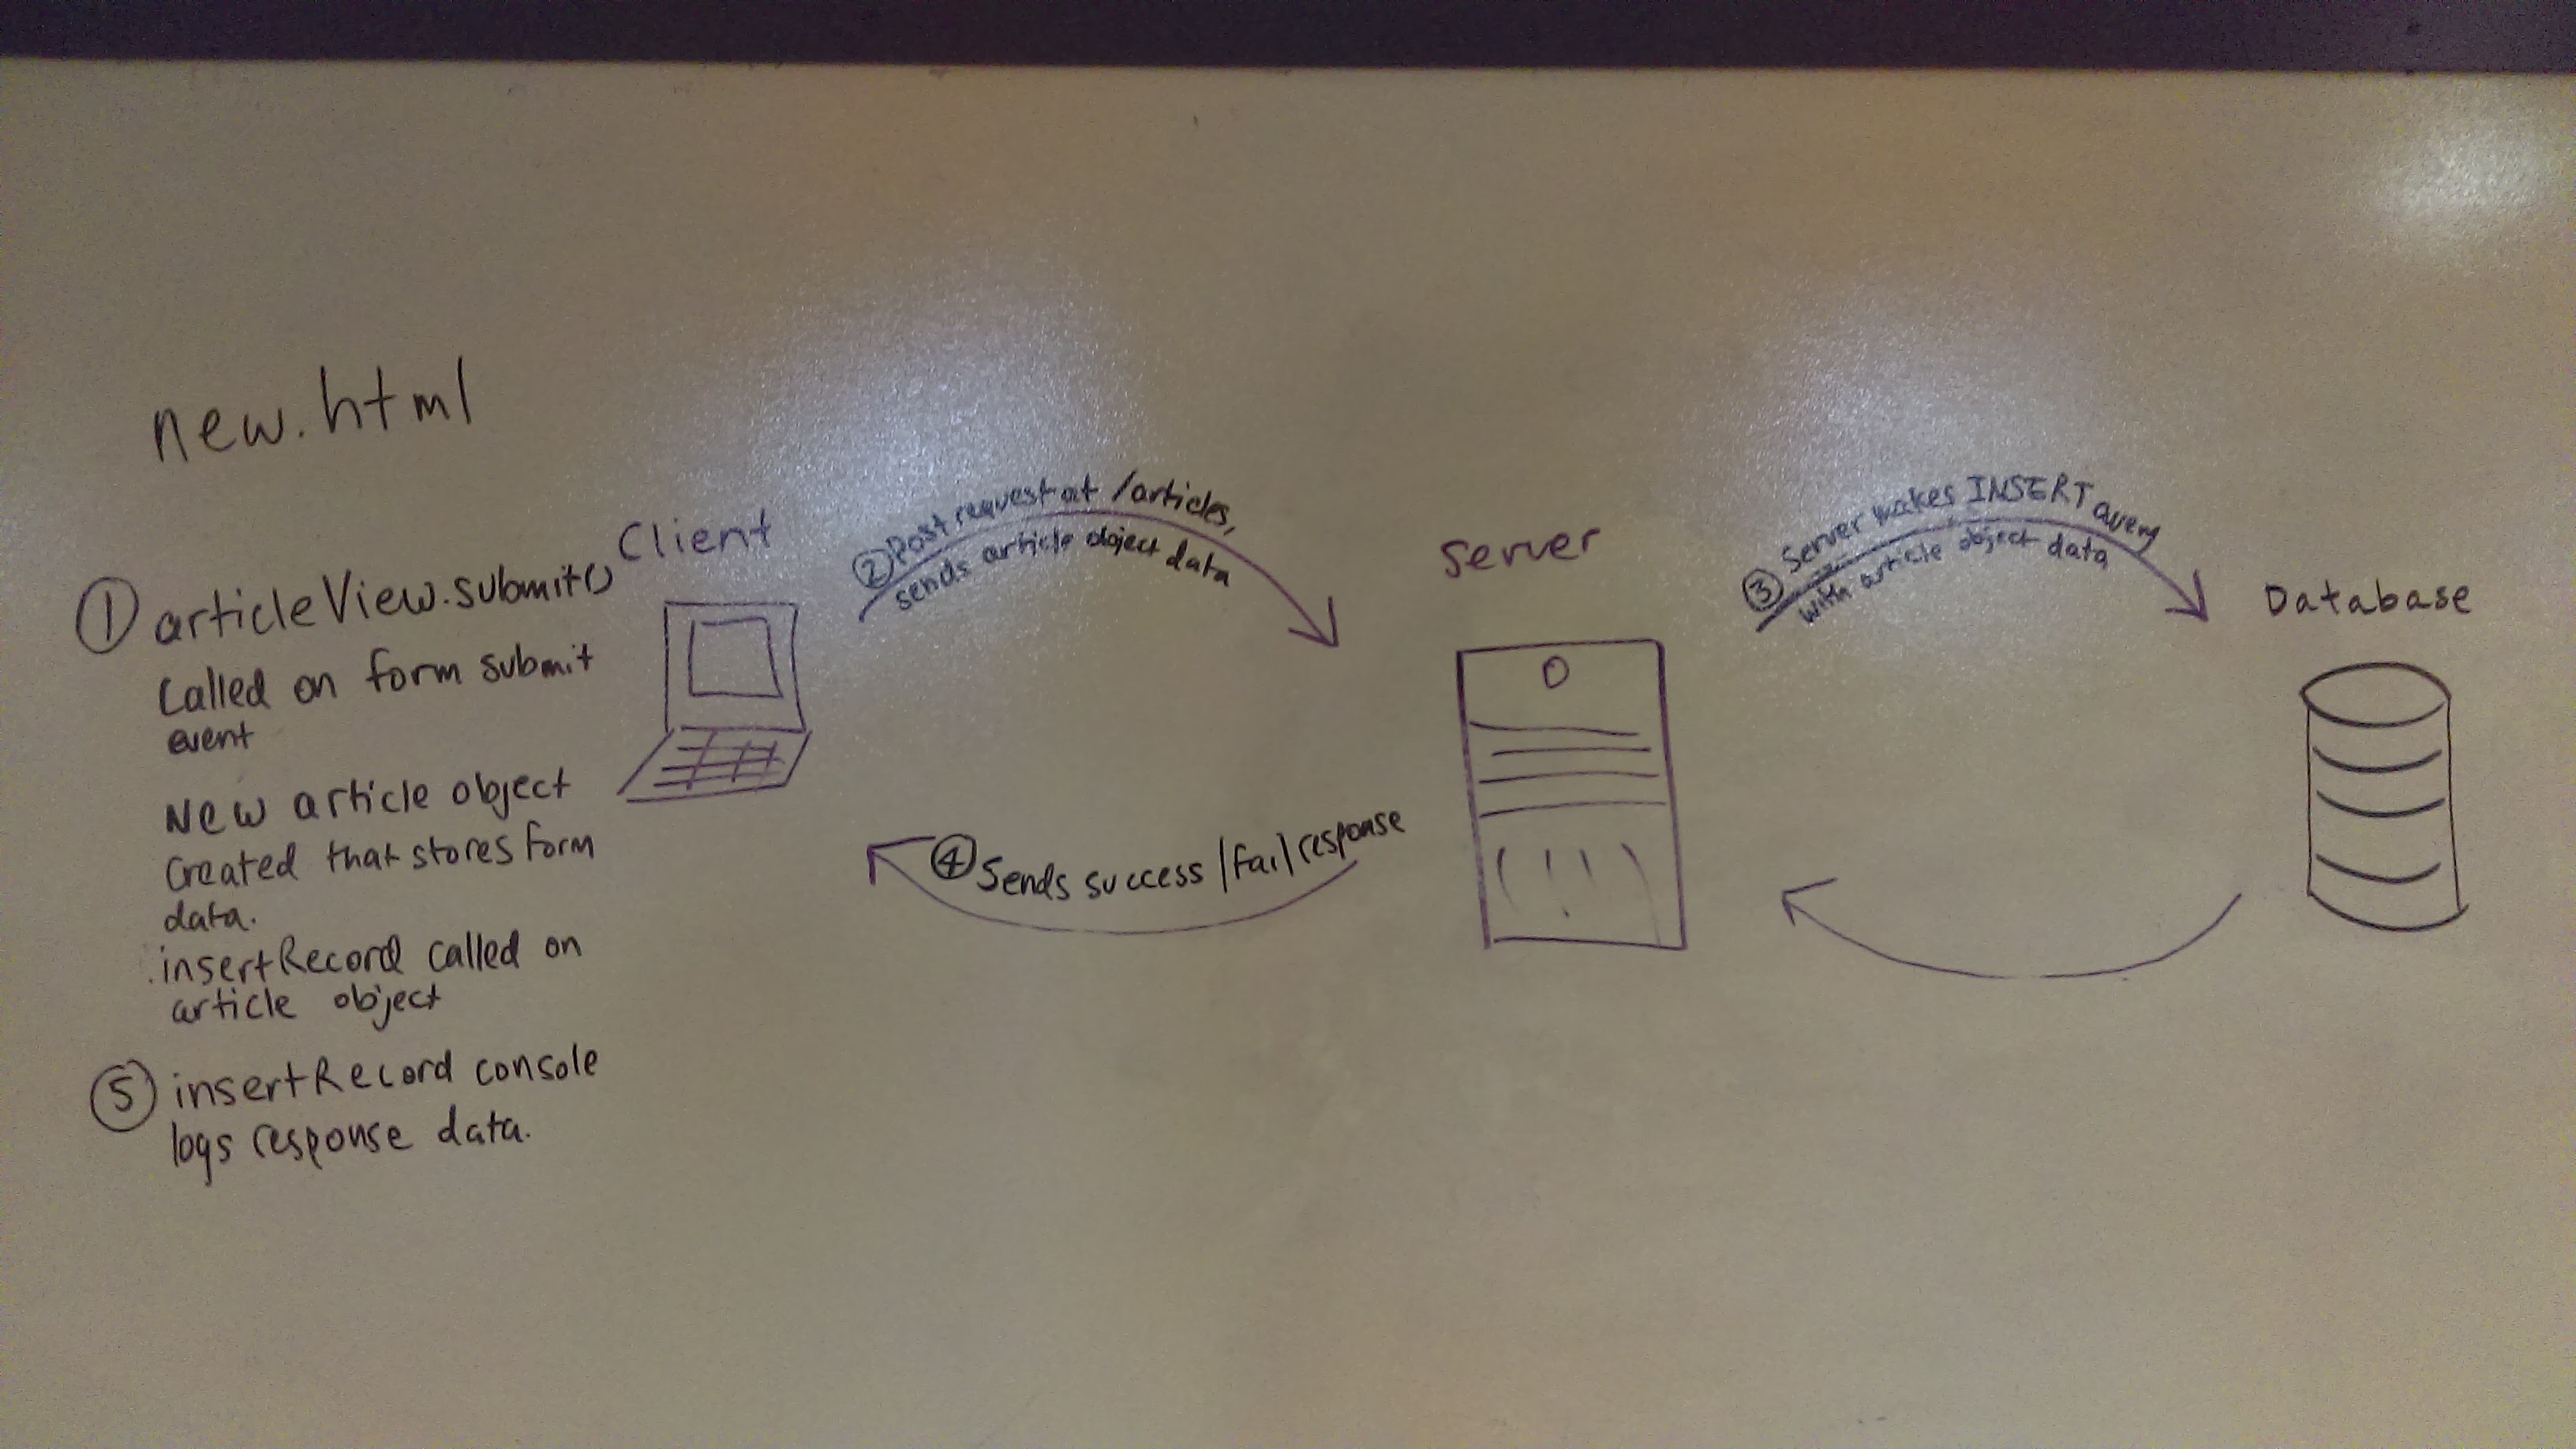 new.html
Client
① articleView.submit()
called on form submit
event
New article object
created that stores form
data.
.insertRecord called on
article object
⑤ insertRecord console
logs response data.
② Post request at /articles,
sends article object data
Server
③ Server makes INSERT query
with article object data
Database
④ Sends success/fail response